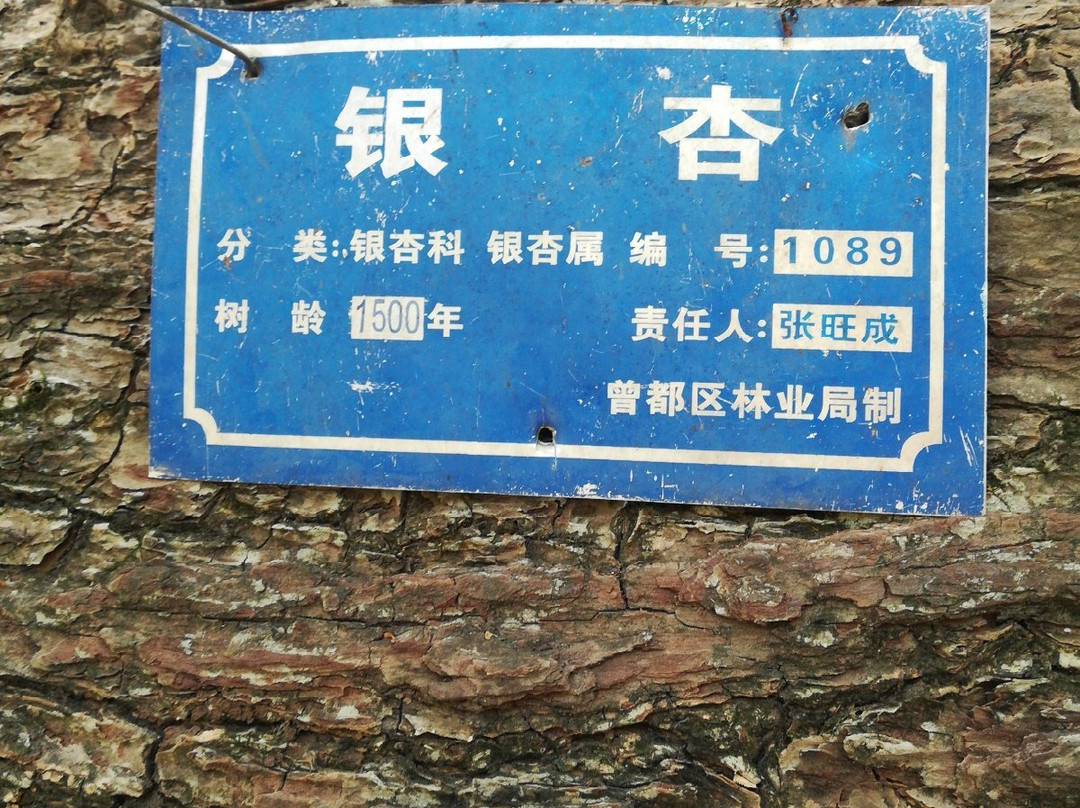 银杏
分类:银杏科 银杏属 编号:1089
树龄 1500年 责任人:张旺成
曾都区林业局制